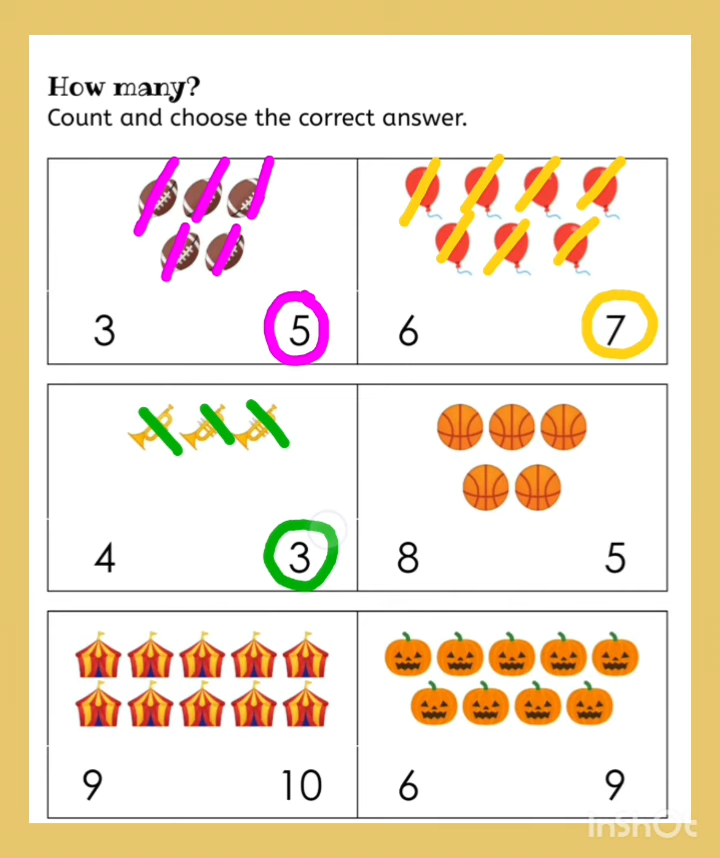 How many?
Count and choose the correct answer.
3 5 6 7
4 3 8 5
9 10 6 9
InShOt